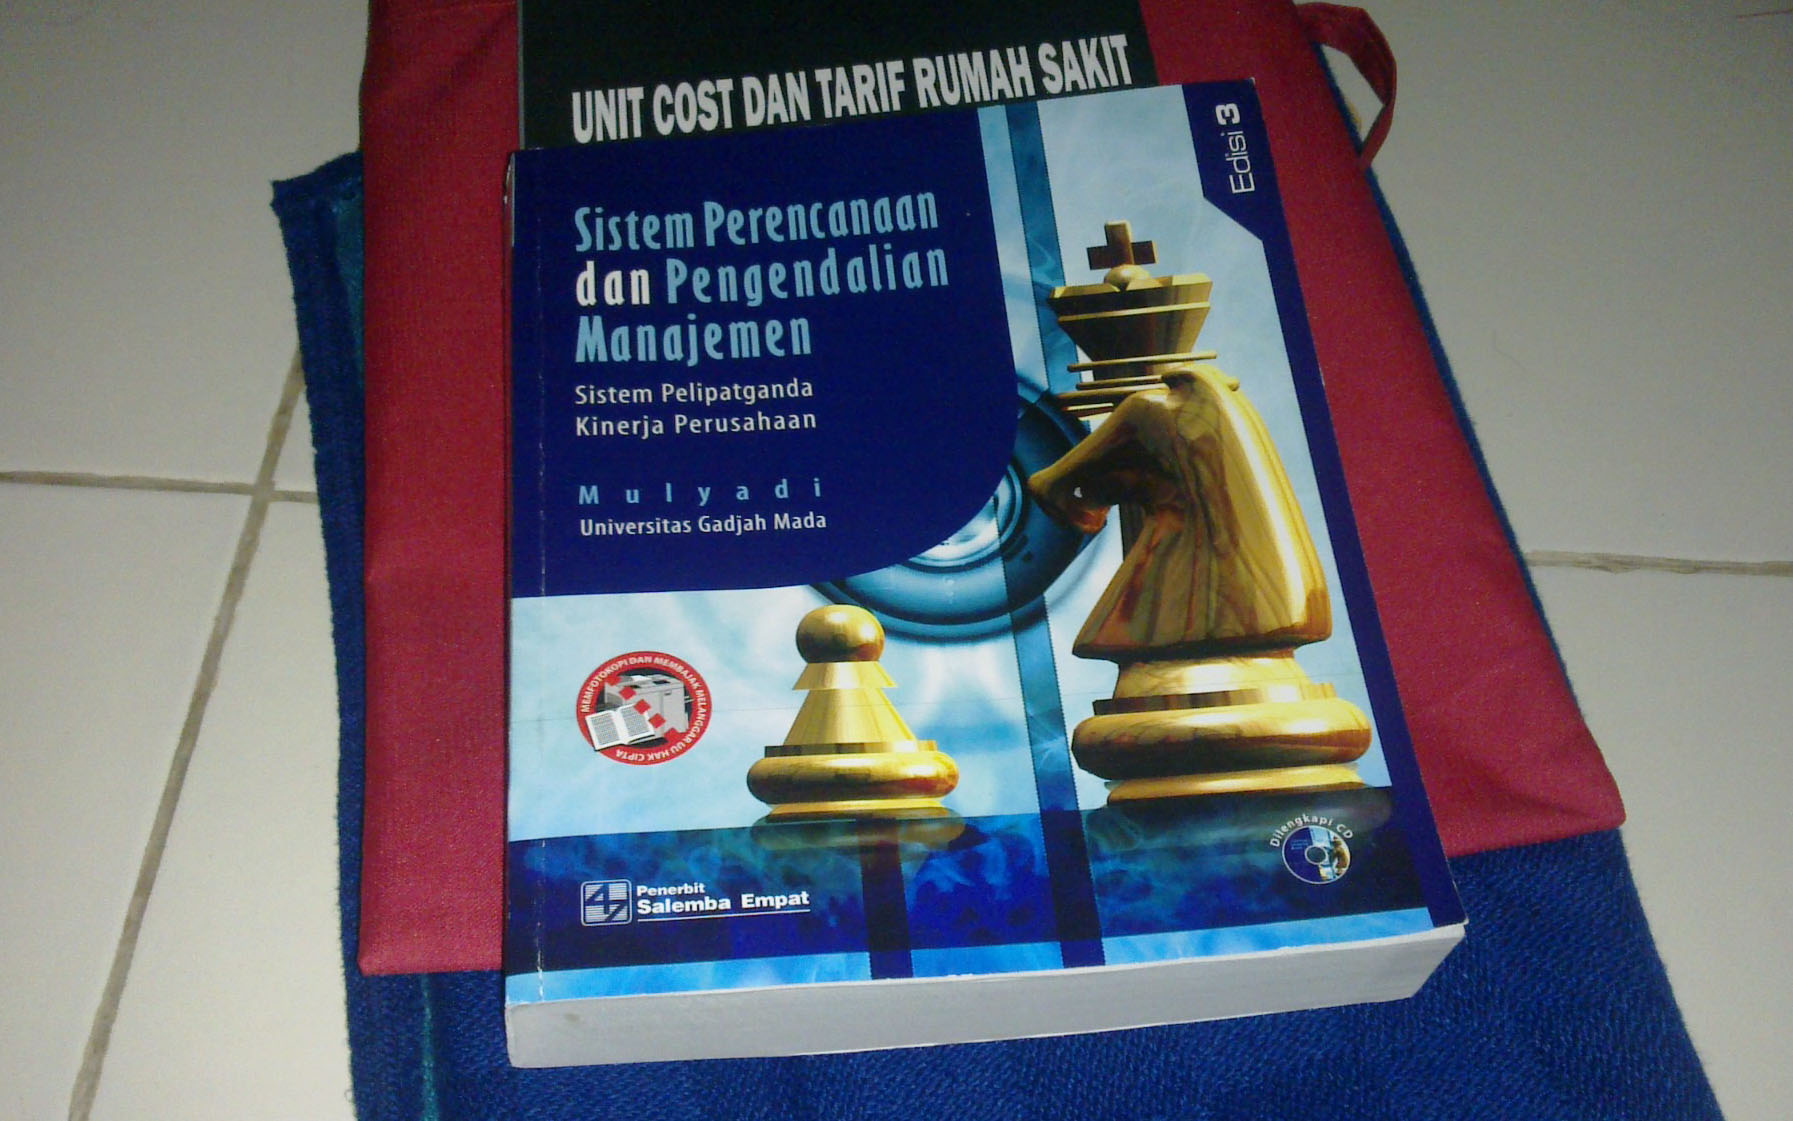 UNIT COST DAN TARIF RUMAH SAKIT
Edisi 3
Sistem Perencanaan
dan Pengendalian
Manajemen
Sistem Pelipatganda
Kinerja Perusahaan
Mulyadi
Universitas Gadjah Mada
MEMFOTOKOPI DAN MEMBAJAK MELANGGAR UU HAK CIPTA
Dilengkapi CD
Penerbit
Salemba Empat